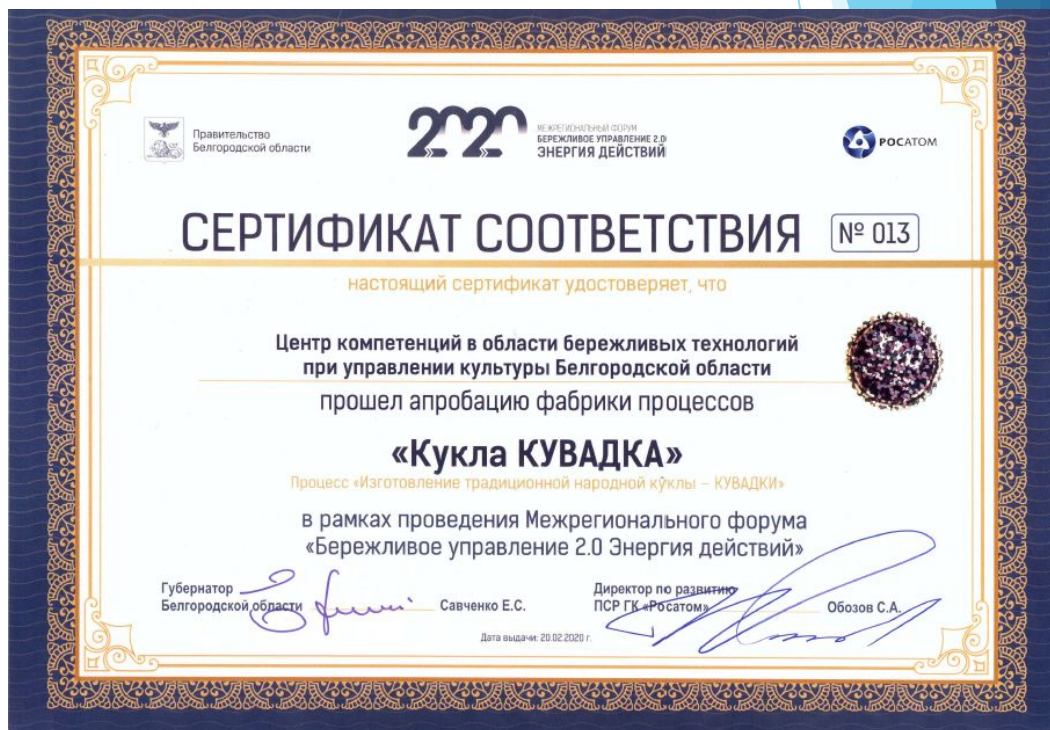 Правительство
Белгородской области
2020
МЕЖРЕГИОНАЛЬНЫЙ ФОРУМ
БЕРЕЖЛИВОЕ УПРАВЛЕНИЕ 2.0
ЭНЕРГИЯ ДЕЙСТВИЙ
РОСАТОМ
СЕРТИФИКАТ СООТВЕТСТВИЯ № 013
настоящий сертификат удостоверяет, что
Центр компетенций в области бережливых технологий
при управлении культуры Белгородской области
прошел апробацию фабрики процессов
«Кукла КУВАДКА»
Процесс «Изготовление традиционной народной куклы – КУВАДКИ»
в рамках проведения Межрегионального форума
«Бережливое управление 2.0 Энергия действий»
Губернатор
Белгородской области Савченко Е.С.
Директор по развитию
ПСР ГК «Росатом» Обозов С.А.
Дата выдачи: 20.02.2020 г.